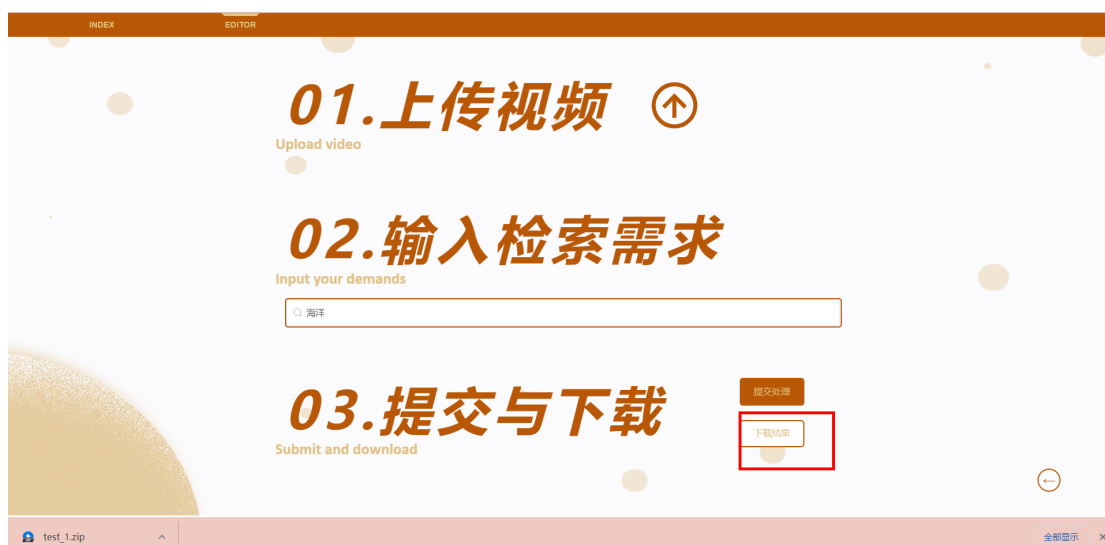 INDEX EDITOR
01.上传视频
Upload video
02.输入检索需求
Input your demands
海洋
03.提交与下载
提交处理
下载结果
Submit and download
test_1.zip 全部显示